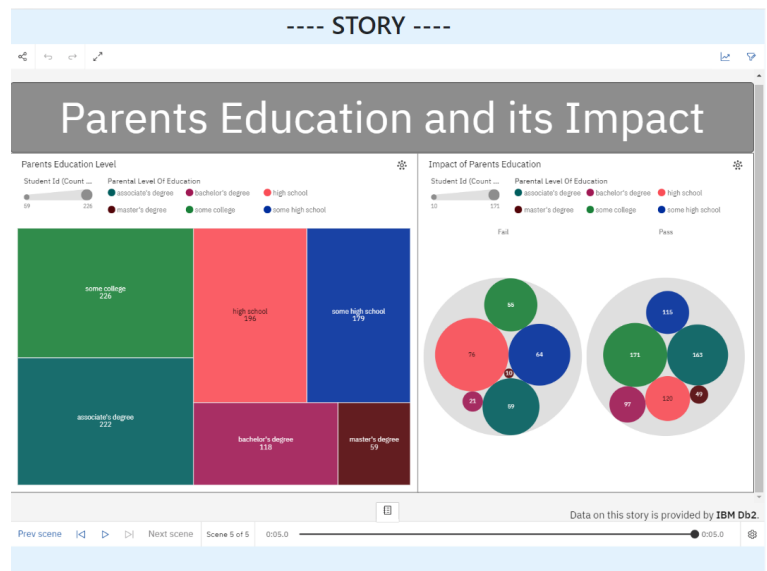 ---- STORY ----
Parents Education and its Impact
Parents Education Level
Student Id (Count ...
59
226
Parental Level Of Education
associate's degree
bachelor's degree
high school
master's degree
some college
some high school
some college
226
high school
196
some high school
179
associate's degree
222
bachelor's degree
118
master's degree
59
Impact of Parents Education
Student Id (Count ...
10
171
Parental Level Of Education
associate's degree
bachelor's degree
high school
master's degree
some college
some high school
Fail
Pass
76
64
10
21
59
115
171
163
120
49
97
Data on this story is provided by IBM Db2.
Prev scene
Next scene
Scene 5 of 5
0:05.0
0:05.0